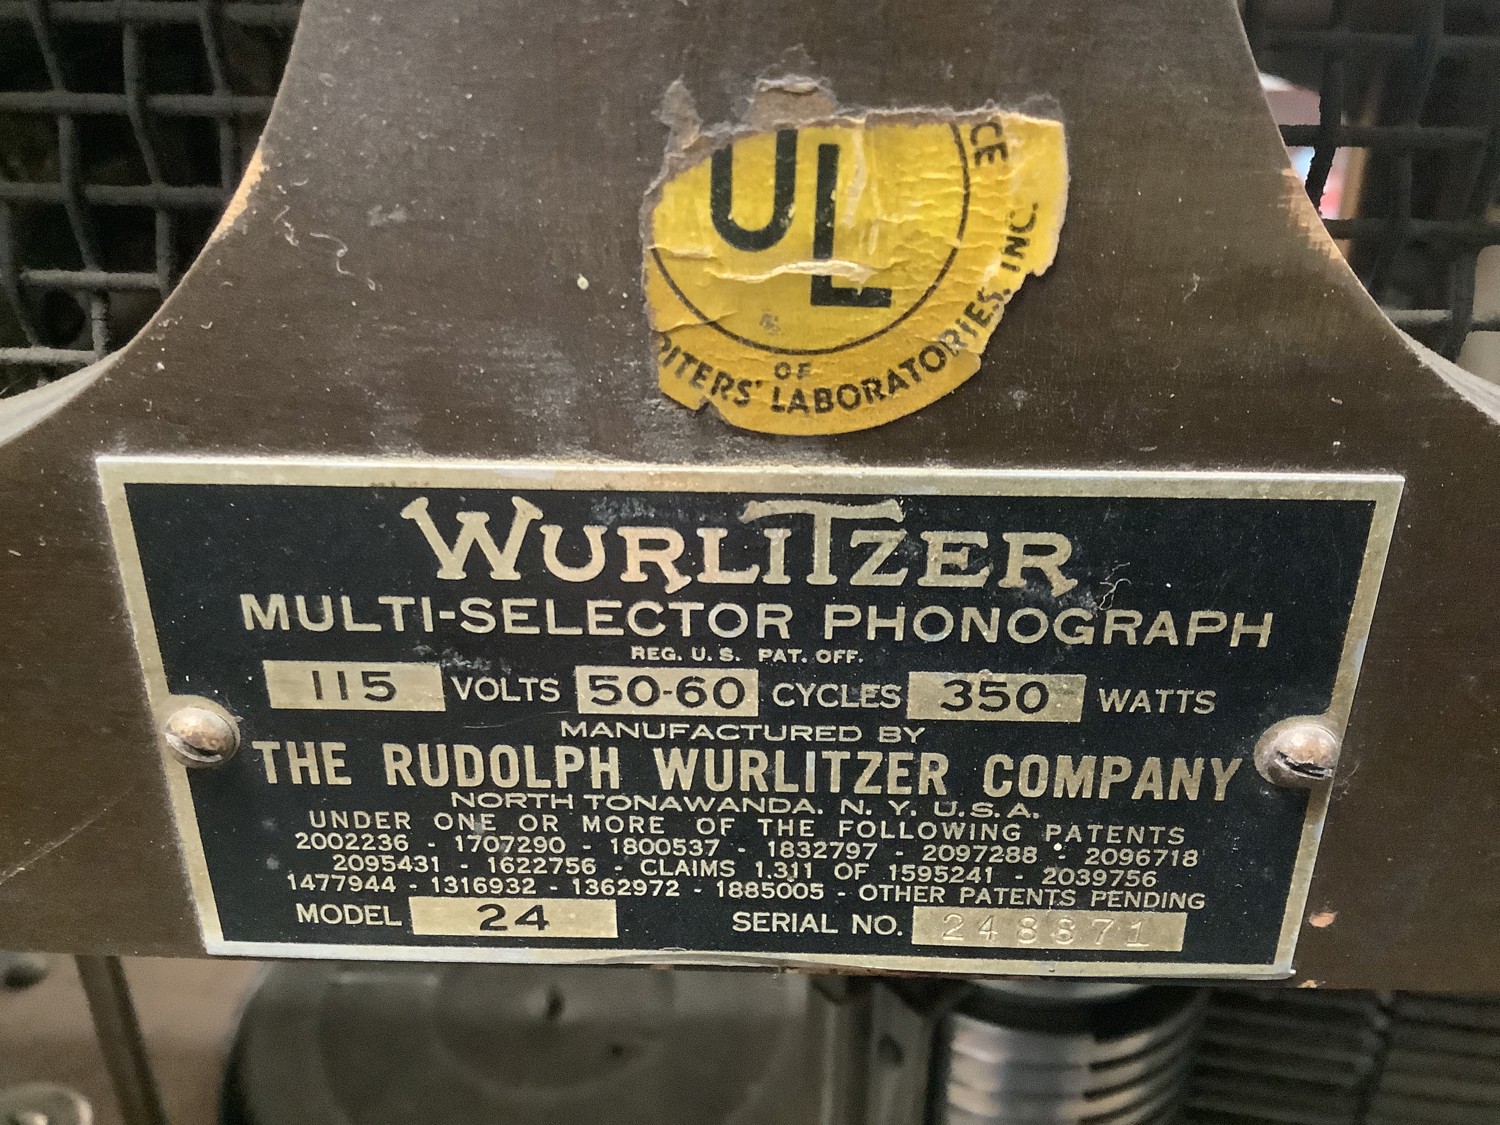 UL
CE
OF
RITERS' LABORATORIES, INC.
WURLITZER
MULTI-SELECTOR PHONOGRAPH
REG. U. S. PAT. OFF.
115 VOLTS 50-60 CYCLES 350 WATTS
MANUFACTURED BY
THE RUDOLPH WURLITZER COMPANY
NORTH TONAWANDA. N. Y. U.S.A.
UNDER ONE OR MORE OF THE FOLLOWING PATENTS
2002236 - 1707290 - 1800537 - 1832797 - 2097288 - 2096718
2095431 - 1622756 - CLAIMS 1.311 OF 1595241 - 2039756
1477944 - 1316932 - 1362972 - 1885005 - OTHER PATENTS PENDING
MODEL 24 SERIAL NO. 248871